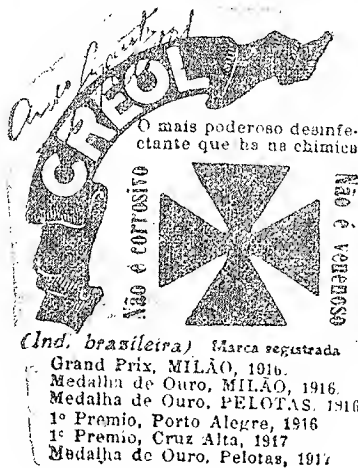 CREOL
O mais poderoso desinfe-
ctante que ha na chimica
Não é corrosivo
Não é venenoso
(Ind. brasileira) Marca registrada
Grand Prix, MILÃO, 1916.
Medalha de Ouro, MILÃO, 1916.
Medalha de Ouro, PELOTAS, 1916
1º Premio, Porto Alegre, 1916
1º Premio, Cruz Alta, 1917
Medalha de Ouro, Pelotas, 1917